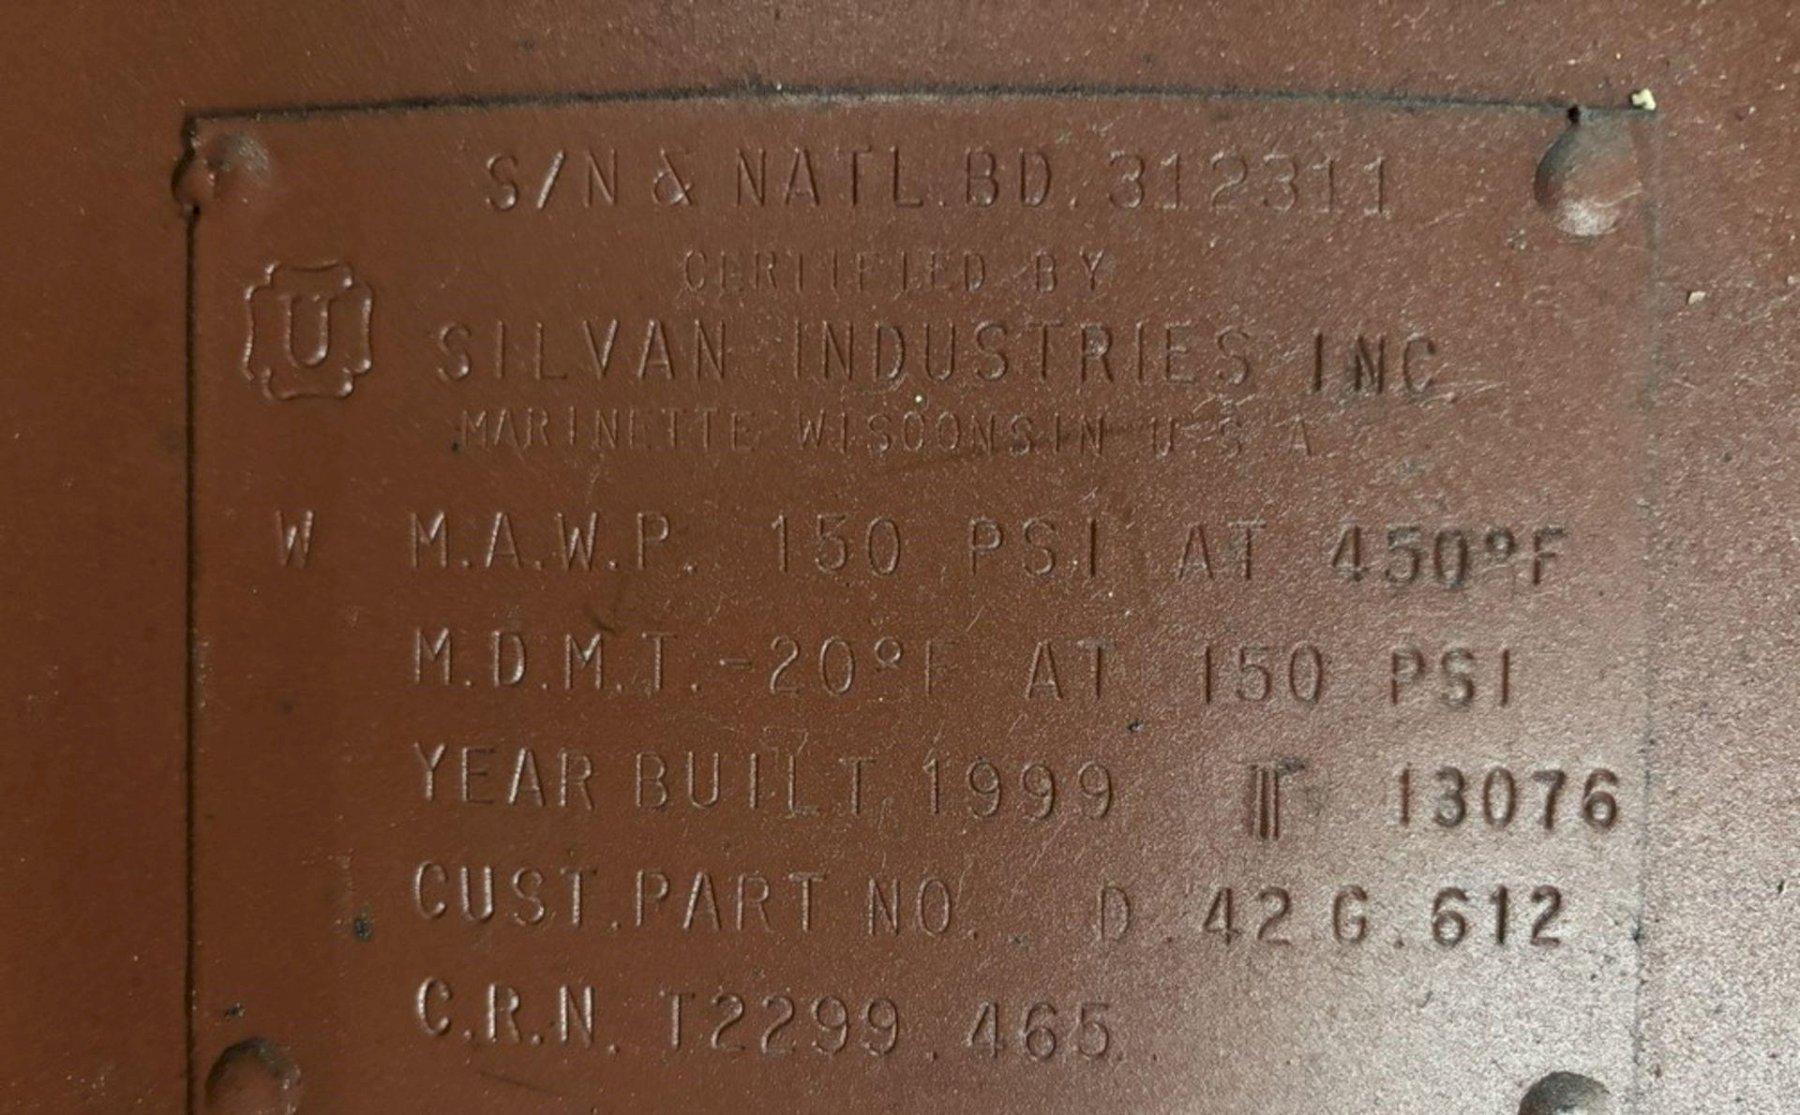 S/N & NATL.BD. 312311
CERTIFIED BY
U
SILVAN INDUSTRIES INC
MARINETTE WISCONSIN U.S.A
W M.A.W.P. 150 PSI AT 450°F
M.D.M.T. -20°F AT 150 PSI
YEAR BUILT 1999 13076
CUST.PART NO. D.42.G.612
C.R.N. T2299.465